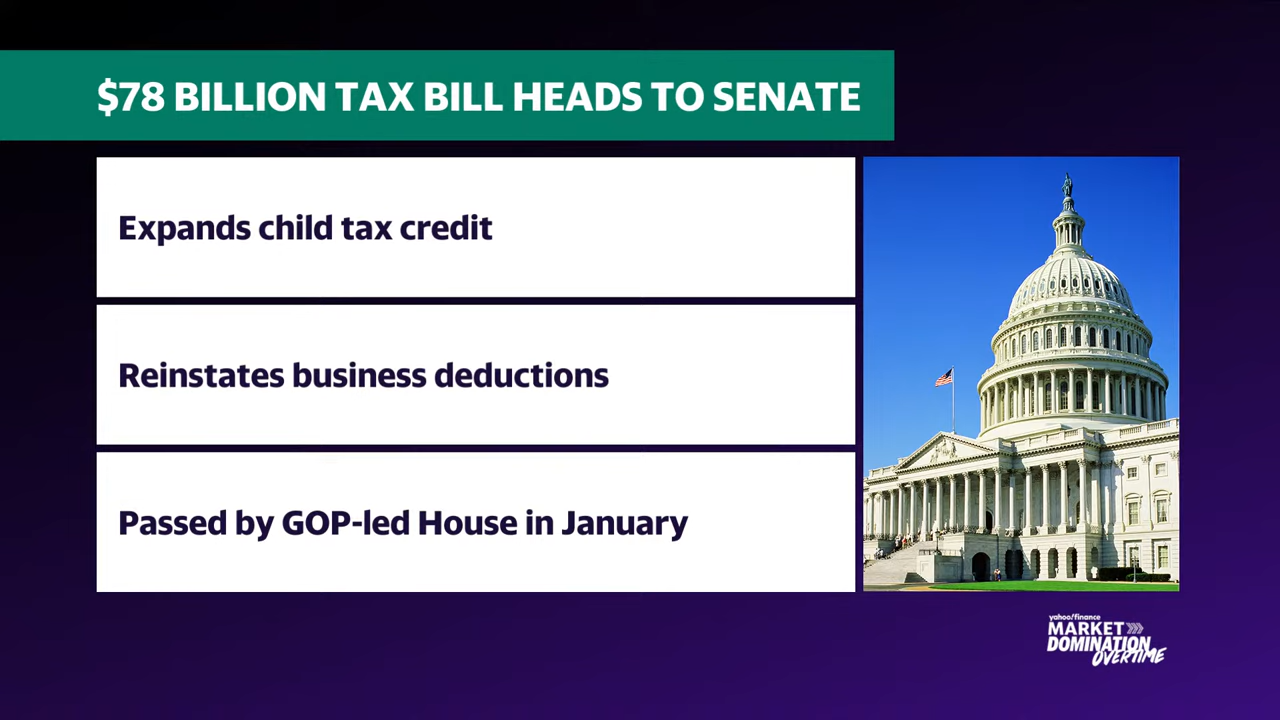 $78 BILLION TAX BILL HEADS TO SENATE
Expands child tax credit
Reinstates business deductions
Passed by GOP-led House in January
yahoo!finance
MARKET
DOMINATION
OVERTIME